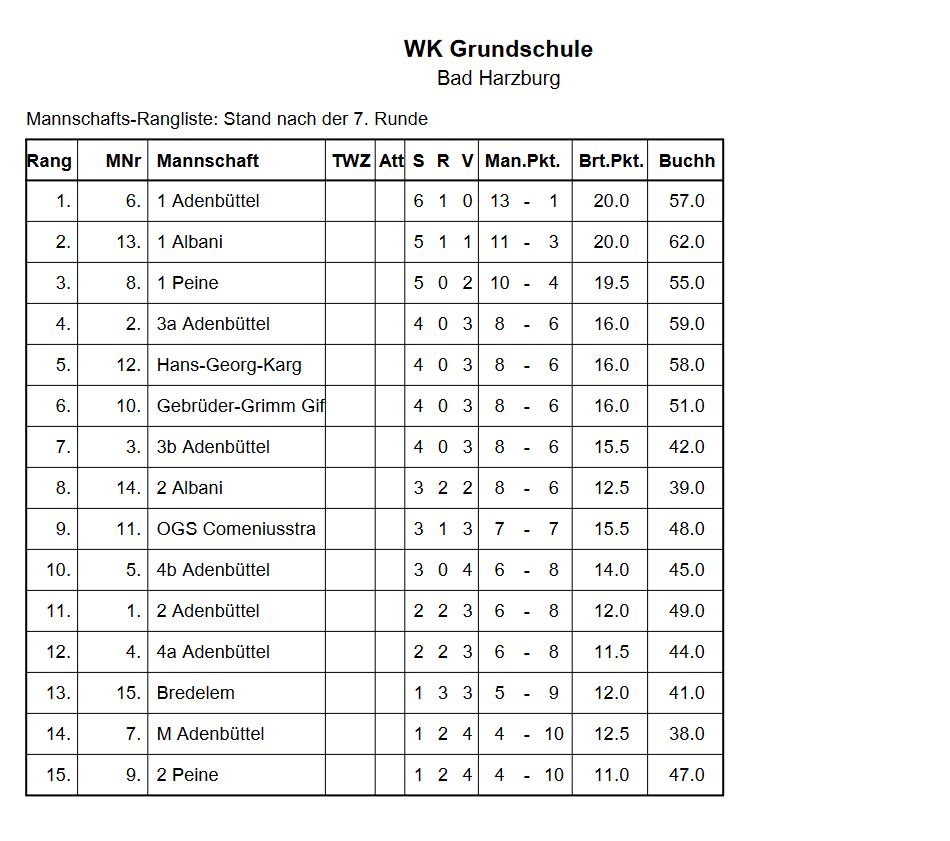 WK Grundschule
Bad Harzburg
Mannschafts-Rangliste: Stand nach der 7. Runde
Rang MNr Mannschaft TWZ Att S R V Man.Pkt. Brt.Pkt. Buchh
1. 6. 1 Adenbüttel 6 1 0 13 - 1 20.0 57.0
2. 13. 1 Albani 5 1 1 11 - 3 20.0 62.0
3. 8. 1 Peine 5 0 2 10 - 4 19.5 55.0
4. 2. 3a Adenbüttel 4 0 3 8 - 6 16.0 59.0
5. 12. Hans-Georg-Karg 4 0 3 8 - 6 16.0 58.0
6. 10. Gebrüder-Grimm Gif 4 0 3 8 - 6 16.0 51.0
7. 3. 3b Adenbüttel 4 0 3 8 - 6 15.5 42.0
8. 14. 2 Albani 3 2 2 8 - 6 12.5 39.0
9. 11. OGS Comeniusstra 3 1 3 7 - 7 15.5 48.0
10. 5. 4b Adenbüttel 3 0 4 6 - 8 14.0 45.0
11. 1. 2 Adenbüttel 2 2 3 6 - 8 12.0 49.0
12. 4. 4a Adenbüttel 2 2 3 6 - 8 11.5 44.0
13. 15. Bredelem 1 3 3 5 - 9 12.0 41.0
14. 7. M Adenbüttel 1 2 4 4 - 10 12.5 38.0
15. 9. 2 Peine 1 2 4 4 - 10 11.0 47.0